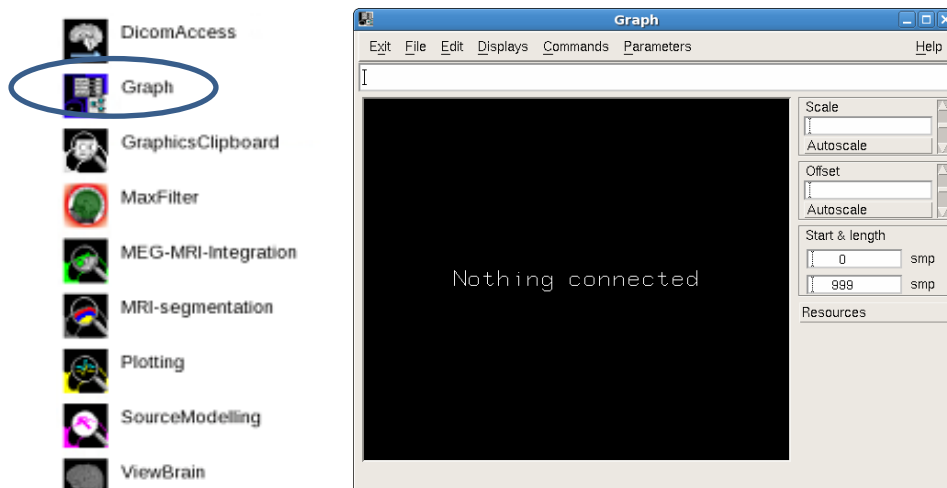 DicomAccess
Graph
GraphicsClipboard
MaxFilter
MEG-MRI-Integration
MRI-segmentation
Plotting
SourceModelling
ViewBrain
Graph
Exit File Edit Displays Commands Parameters Help
Nothing connected
Scale
Autoscale
Offset
Autoscale
Start & length
0 smp
999 smp
Resources